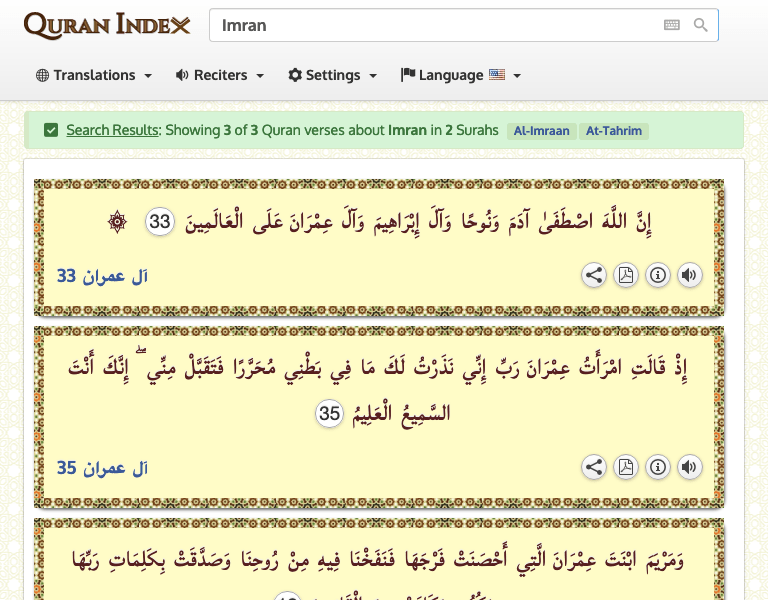 QURAN INDEX
Imran
Translations Reciters Settings Language
Search Results: Showing 3 of 3 Quran verses about Imran in 2 Surahs Al-Imraan At-Tahrim
إِنَّ اللَّهَ اصْطَفَىٰ آدَمَ وَنُوحًا وَآلَ إِبْرَاهِيمَ وَآلَ عِمْرَانَ عَلَى الْعَالَمِينَ 33 ۞
آل عمران 33
إِذْ قَالَتِ امْرَأَتُ عِمْرَانَ رَبِّ إِنِّي نَذَرْتُ لَكَ مَا فِي بَطْنِي مُحَرَّرًا فَتَقَبَّلْ مِنِّي ۖ إِنَّكَ أَنْتَ
السَّمِيعُ الْعَلِيمُ 35
آل عمران 35
وَمَرْيَمَ ابْنَتَ عِمْرَانَ الَّتِي أَحْصَنَتْ فَرْجَهَا فَنَفَخْنَا فِيهِ مِنْ رُوحِنَا وَصَدَّقَتْ بِكَلِمَاتِ رَبِّهَا